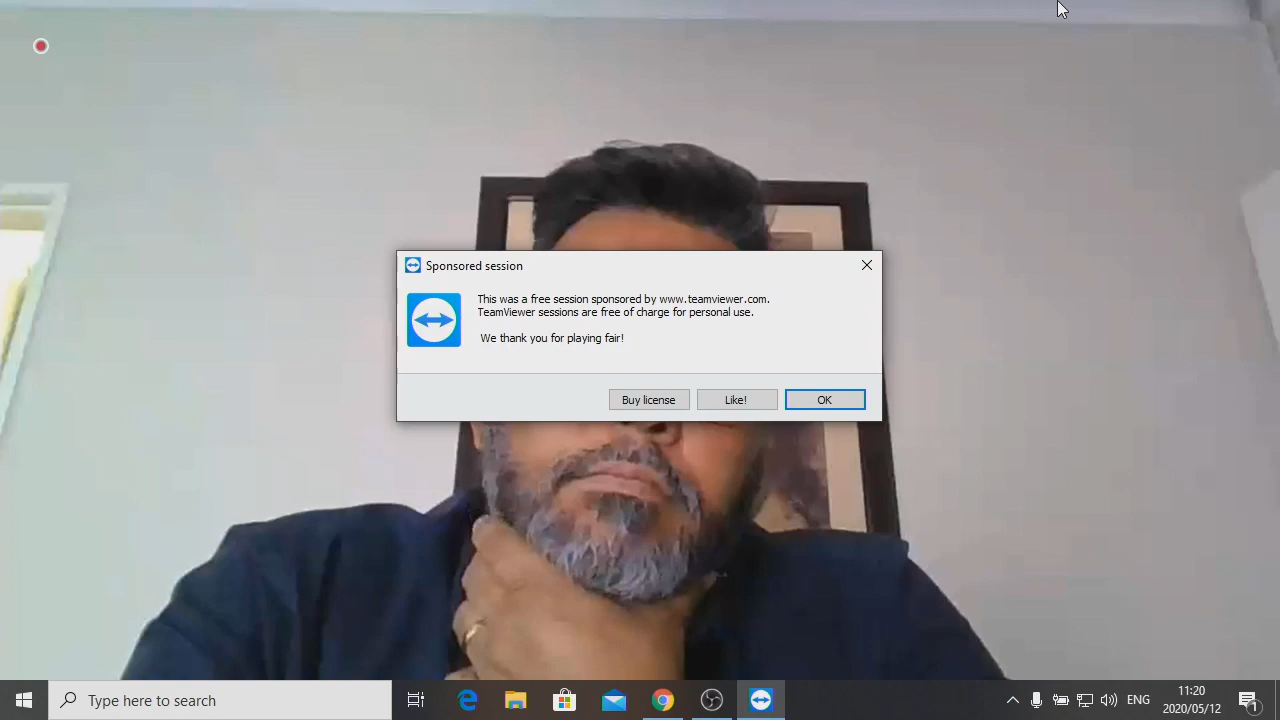 Sponsored session
This was a free session sponsored by www.teamviewer.com.
TeamViewer sessions are free of charge for personal use.
We thank you for playing fair!
Buy license
Like!
OK
Type here to search
ENG
11:20
2020/05/12
1